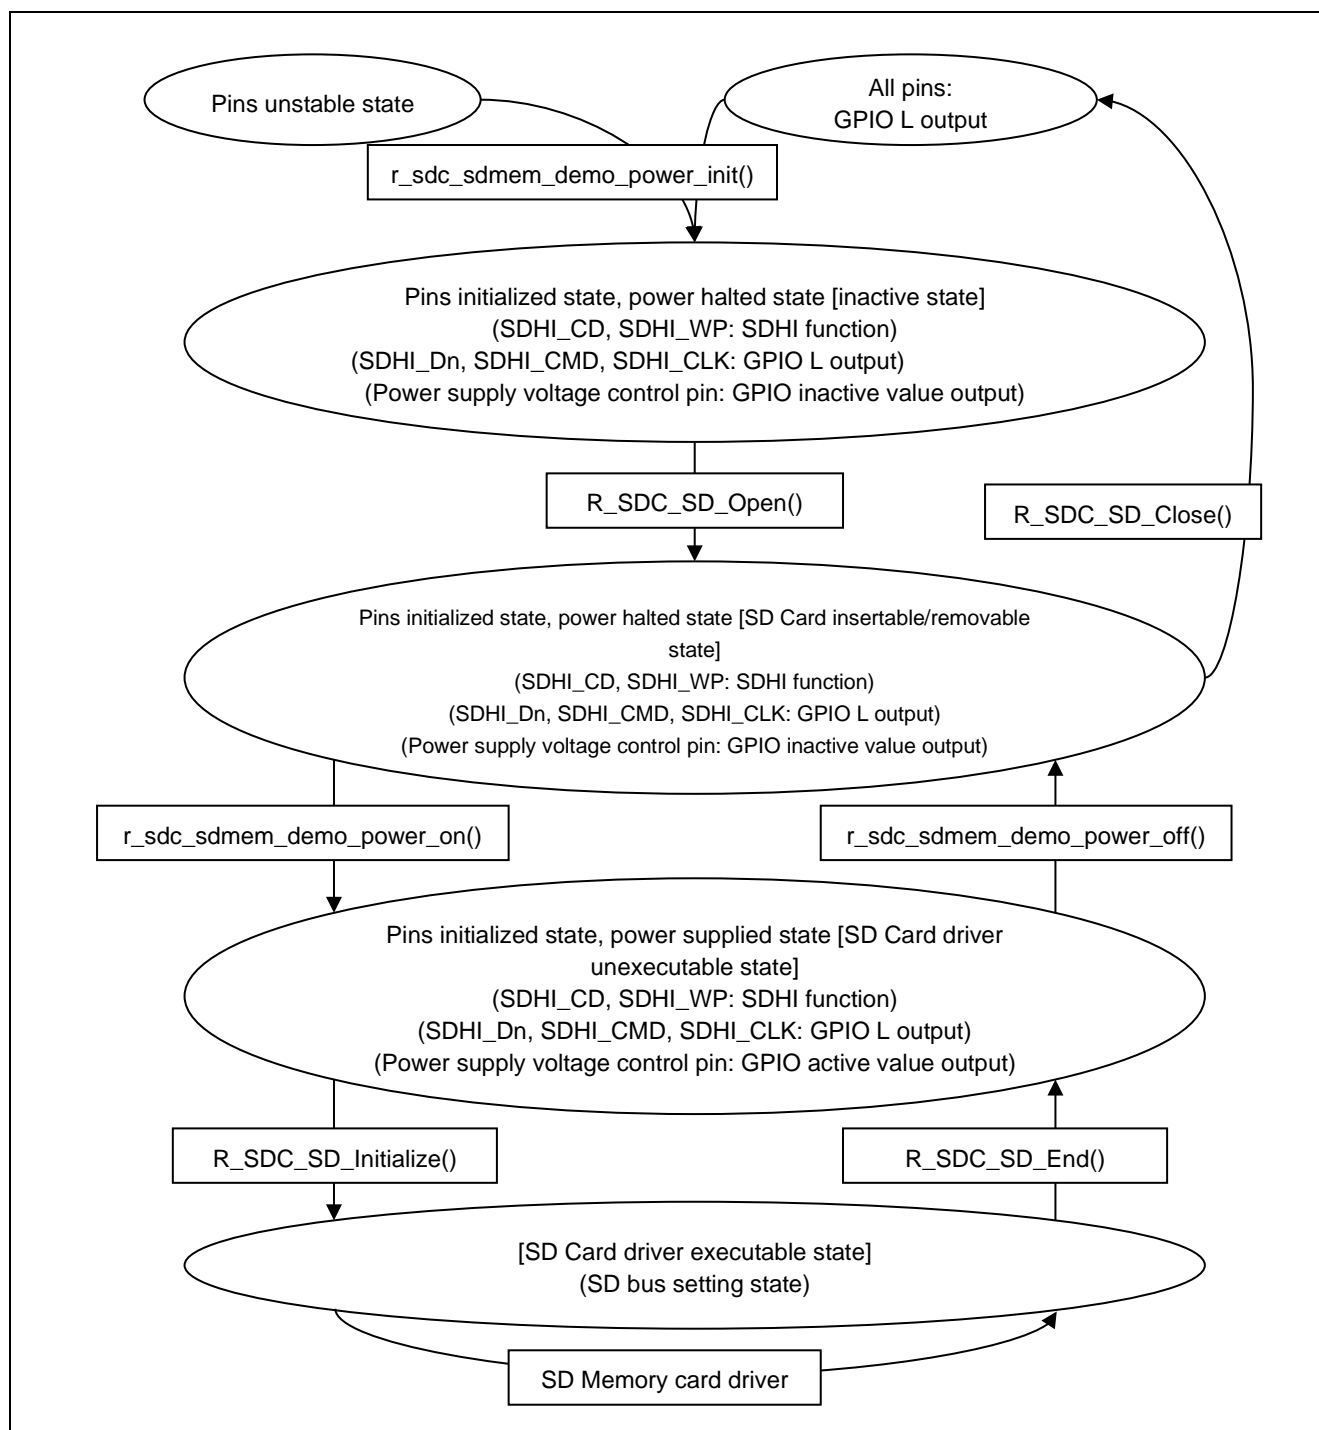 Pins unstable state
All pins:
GPIO L output
r_sdc_sdmem_demo_power_init()
Pins initialized state, power halted state [inactive state]
(SDHI_CD, SDHI_WP: SDHI function)
(SDHI_Dn, SDHI_CMD, SDHI_CLK: GPIO L output)
(Power supply voltage control pin: GPIO inactive value output)
R_SDC_SD_Open()
R_SDC_SD_Close()
Pins initialized state, power halted state [SD Card insertable/removable
state]
(SDHI_CD, SDHI_WP: SDHI function)
(SDHI_Dn, SDHI_CMD, SDHI_CLK: GPIO L output)
(Power supply voltage control pin: GPIO inactive value output)
r_sdc_sdmem_demo_power_on()
r_sdc_sdmem_demo_power_off()
Pins initialized state, power supplied state [SD Card driver
unexecutable state]
(SDHI_CD, SDHI_WP: SDHI function)
(SDHI_Dn, SDHI_CMD, SDHI_CLK: GPIO L output)
(Power supply voltage control pin: GPIO active value output)
R_SDC_SD_Initialize()
R_SDC_SD_End()
[SD Card driver executable state]
(SD bus setting state)
SD Memory card driver